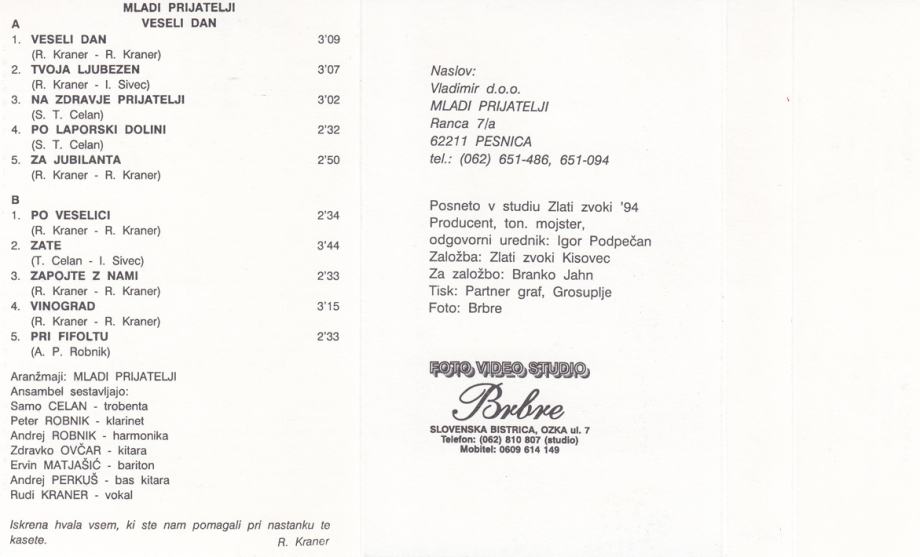 MLADI PRIJATELJI
VESELI DAN
A
1. VESELI DAN 3'09
(R. Kraner - R. Kraner)
2. TVOJA LJUBEZEN 3'07
(R. Kraner - I. Sivec)
3. NA ZDRAVJE PRIJATELJI 3'02
(S. T. Celan)
4. PO LAPORSKI DOLINI 2'32
(S. T. Celan)
5. ZA JUBILANTA 2'50
(R. Kraner - R. Kraner)
B
1. PO VESELICI 2'34
(R. Kraner - R. Kraner)
2. ZATE 3'44
(T. Celan - I. Sivec)
3. ZAPOJTE Z NAMI 2'33
(R. Kraner - R. Kraner)
4. VINOGRAD 3'15
(R. Kraner - R. Kraner)
5. PRI FIFOLTU 2'33
(A. P. Robnik)
Aranžmaji: MLADI PRIJATELJI
Ansambel sestavljajo:
Samo CELAN - trobenta
Peter ROBNIK - klarinet
Andrej ROBNIK - harmonika
Zdravko OVČAR - kitara
Ervin MATJAŠIĆ - bariton
Andrej PERKUŠ - bas kitara
Rudi KRANER - vokal
Iskrena hvala vsem, ki ste nam pomagali pri nastanku te
kasete. R. Kraner
Naslov:
Vladimir d.o.o.
MLADI PRIJATELJI
Ranca 7/a
62211 PESNICA
tel.: (062) 651-486, 651-094
Posneto v studiu Zlati zvoki '94
Producent, ton. mojster,
odgovorni urednik: Igor Podpečan
Založba: Zlati zvoki Kisovec
Za založbo: Branko Jahn
Tisk: Partner graf, Grosuplje
Foto: Brbre
FOTO VIDEO STUDIO
Brbre
SLOVENSKA BISTRICA, OZKA ul. 7
Telefon: (062) 810 807 (studio)
Mobitel: 0609 614 149